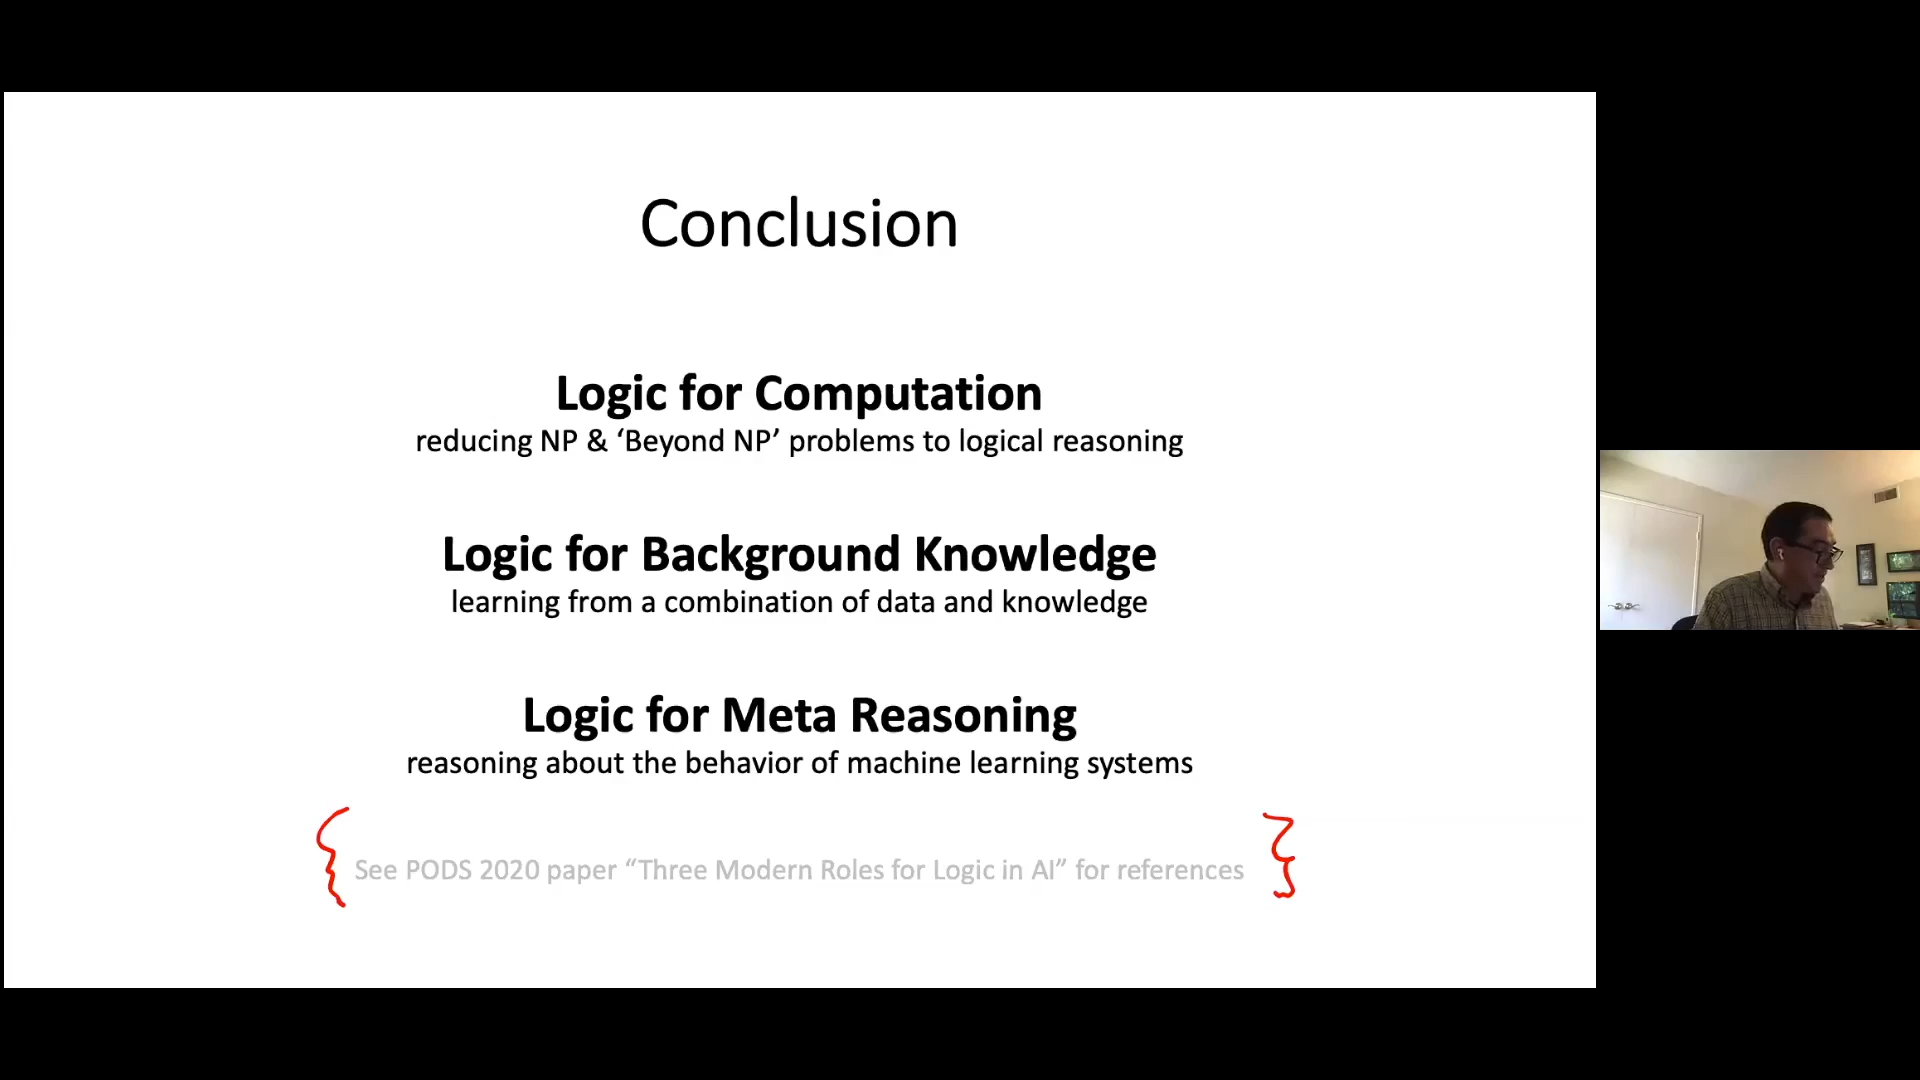 Conclusion
Logic for Computation
reducing NP & ‘Beyond NP’ problems to logical reasoning
Logic for Background Knowledge
learning from a combination of data and knowledge
Logic for Meta Reasoning
reasoning about the behavior of machine learning systems
See PODS 2020 paper “Three Modern Roles for Logic in AI” for references